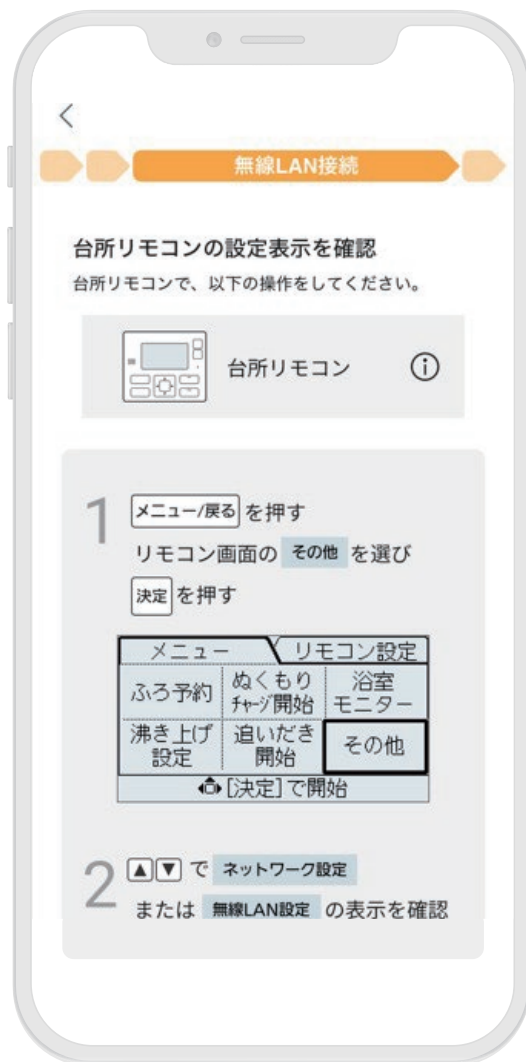 無線LAN接続
台所リモコンの設定表示を確認
台所リモコンで、以下の操作をしてください。
台所リモコン
1 メニュー/戻る を押す
リモコン画面の その他 を選び
決定 を押す
メニュー リモコン設定
ふろ予約 ぬくもりﾁｬｰｼﾞ開始 浴室モニター
沸き上げ設定 追いだき開始 その他
[決定]で開始
2 ▲▼ で ネットワーク設定
または 無線LAN設定 の表示を確認